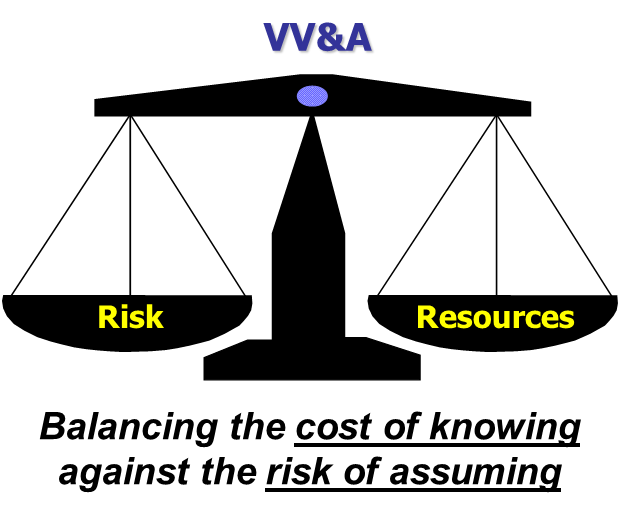 VV&A
Risk
Resources
Balancing the cost of knowing
against the risk of assuming